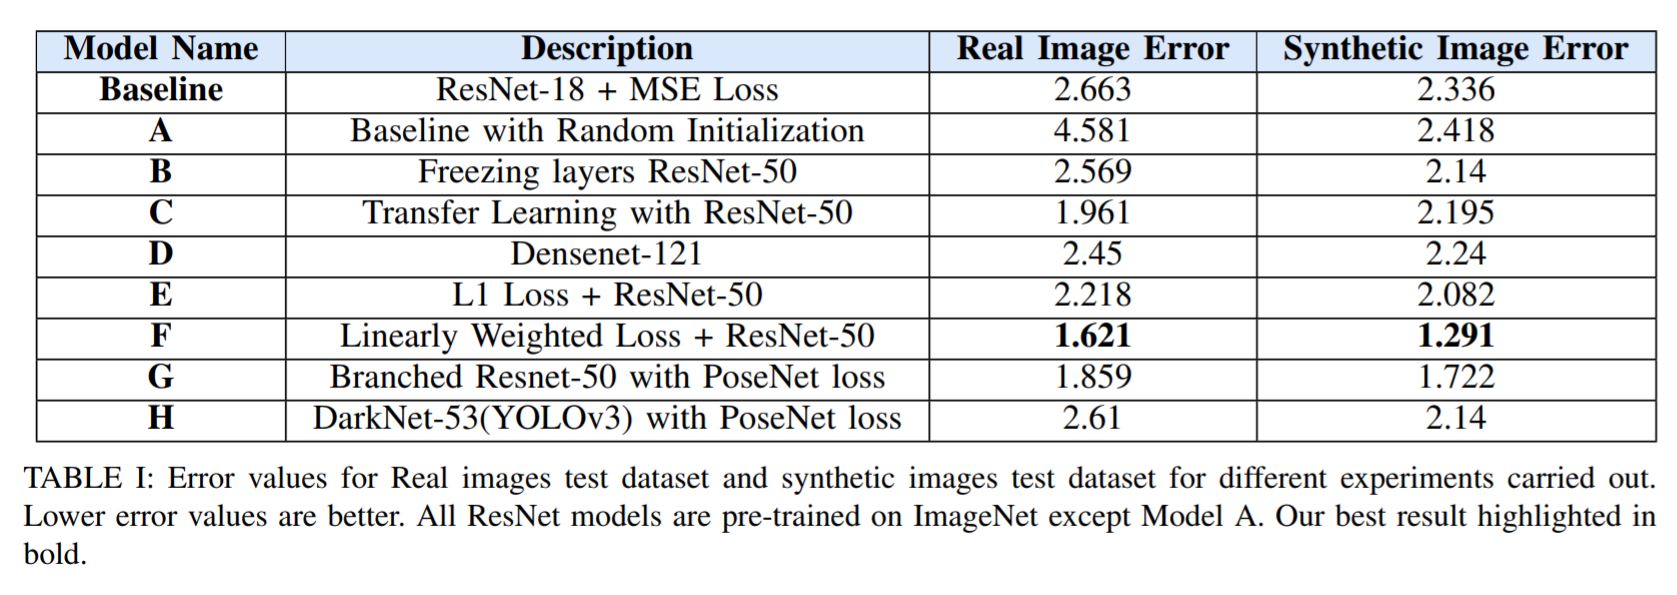 Model Name Description Real Image Error Synthetic Image Error
Baseline ResNet-18 + MSE Loss 2.663 2.336
A Baseline with Random Initialization 4.581 2.418
B Freezing layers ResNet-50 2.569 2.14
C Transfer Learning with ResNet-50 1.961 2.195
D Densenet-121 2.45 2.24
E L1 Loss + ResNet-50 2.218 2.082
F Linearly Weighted Loss + ResNet-50 1.621 1.291
G Branched Resnet-50 with PoseNet loss 1.859 1.722
H DarkNet-53(YOLOv3) with PoseNet loss 2.61 2.14
TABLE I: Error values for Real images test dataset and synthetic images test dataset for different experiments carried out.
Lower error values are better. All ResNet models are pre-trained on ImageNet except Model A. Our best result highlighted in
bold.